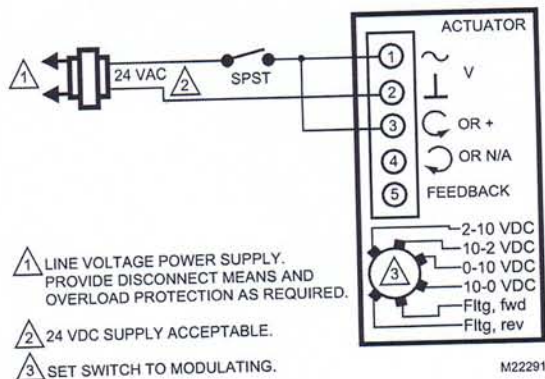 ACTUATOR
1
24 VAC
2
SPST
1
V
2
3
OR +
4
OR N/A
5
FEEDBACK
2-10 VDC
10-2 VDC
0-10 VDC
10-0 VDC
Fltg, fwd
Fltg, rev
3
1 LINE VOLTAGE POWER SUPPLY.
PROVIDE DISCONNECT MEANS AND
OVERLOAD PROTECTION AS REQUIRED.
2 24 VDC SUPPLY ACCEPTABLE.
3 SET SWITCH TO MODULATING.
M22291